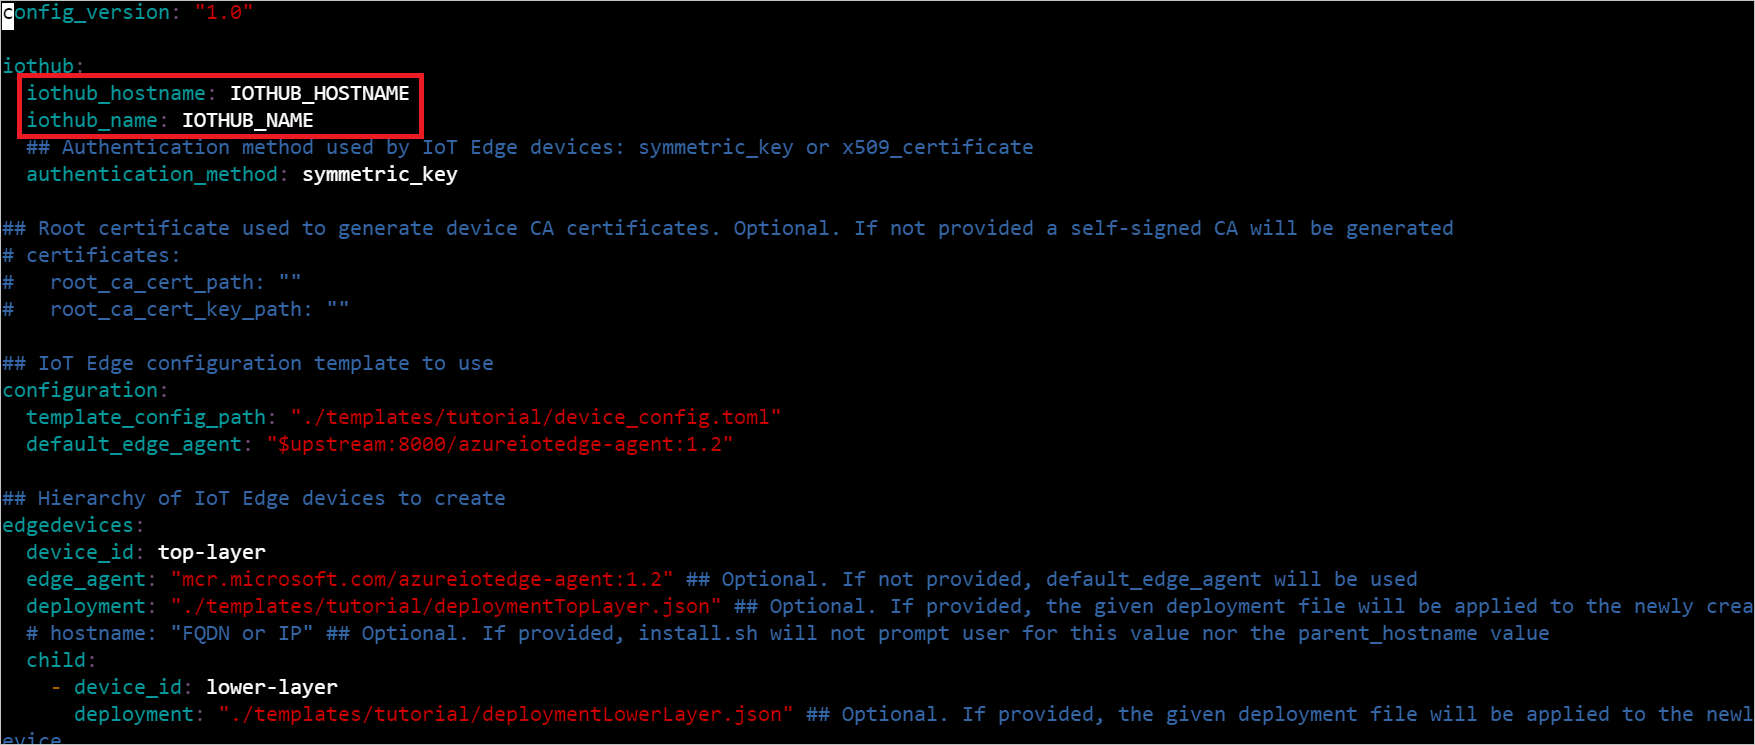 config_version: "1.0"
iothub:
iothub_hostname: IOTHUB_HOSTNAME
iothub_name: IOTHUB_NAME
## Authentication method used by IoT Edge devices: symmetric_key or x509_certificate
authentication_method: symmetric_key
## Root certificate used to generate device CA certificates. Optional. If not provided a self-signed CA will be generated
# certificates:
#   root_ca_cert_path: ""
#   root_ca_cert_key_path: ""
## IoT Edge configuration template to use
configuration:
template_config_path: "./templates/tutorial/device_config.toml"
default_edge_agent: "$upstream:8000/azureiotedge-agent:1.2"
## Hierarchy of IoT Edge devices to create
edgedevices:
device_id: top-layer
edge_agent: "mcr.microsoft.com/azureiotedge-agent:1.2" ## Optional. If not provided, default_edge_agent will be used
deployment: "./templates/tutorial/deploymentTopLayer.json" ## Optional. If provided, the given deployment file will be applied to the newly crea
# hostname: "FQDN or IP" ## Optional. If provided, install.sh will not prompt user for this value nor the parent_hostname value
child:
- device_id: lower-layer
deployment: "./templates/tutorial/deploymentLowerLayer.json" ## Optional. If provided, the given deployment file will be applied to the newl
evice